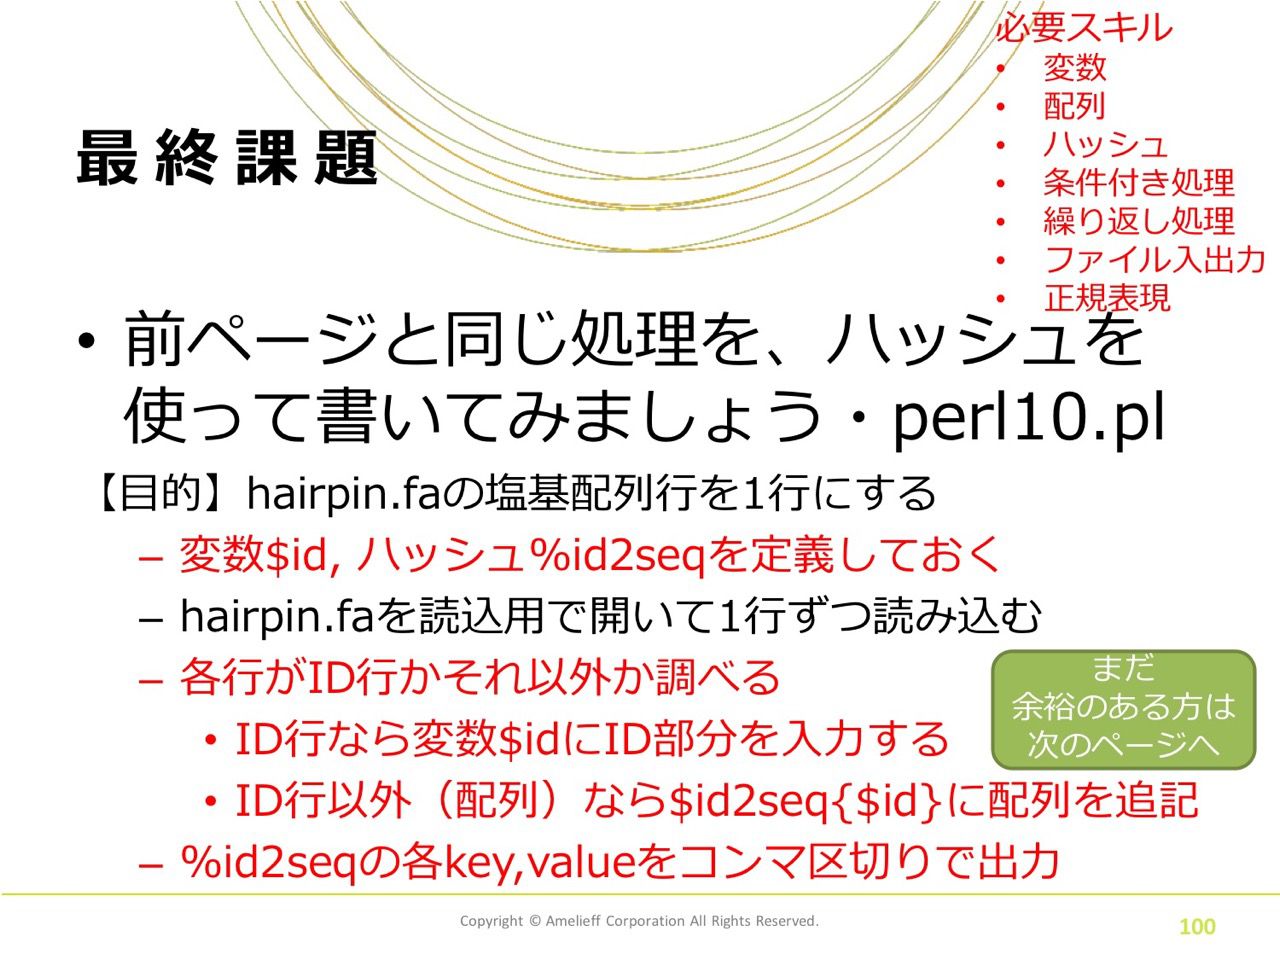 必要スキル
• 変数
• 配列
• ハッシュ
• 条件付き処理
• 繰り返し処理
• ファイル入出力
• 正規表現
最終課題
• 前ページと同じ処理を、ハッシュを
使って書いてみましょう・perl10.pl
【目的】hairpin.faの塩基配列行を1行にする
– 変数$id, ハッシュ%id2seqを定義しておく
– hairpin.faを読込用で開いて1行ずつ読み込む
– 各行がID行かそれ以外か調べる
• ID行なら変数$idにID部分を入力する
• ID行以外（配列）なら$id2seq{$id}に配列を追記
– %id2seqの各key,valueをコンマ区切りで出力
まだ
余裕のある方は
次のページへ
Copyright © Amelieff Corporation All Rights Reserved.
100